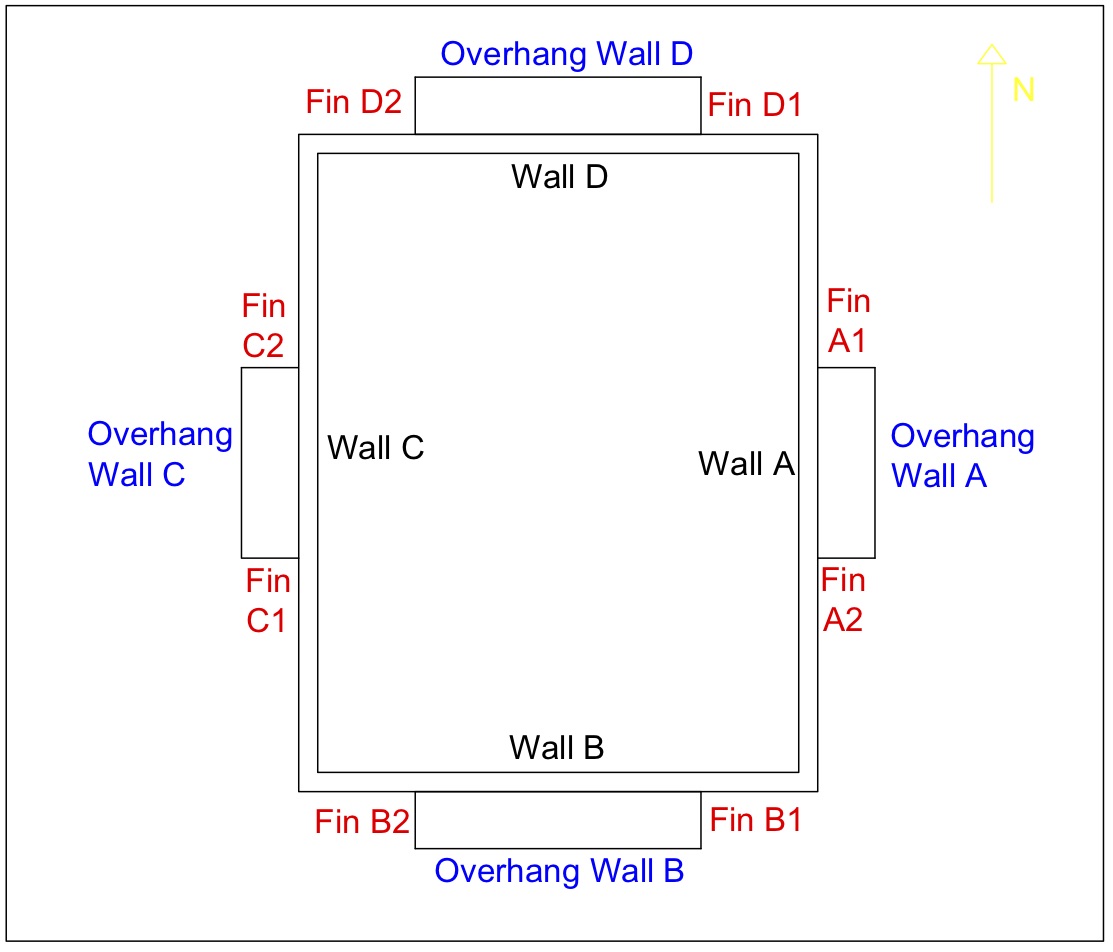 Overhang Wall D
Fin D2
Fin D1
N
Wall D
Fin
C2
Fin
A1
Overhang
Wall C
Wall C
Wall A
Overhang
Wall A
Fin
C1
Fin
A2
Wall B
Fin B2
Fin B1
Overhang Wall B